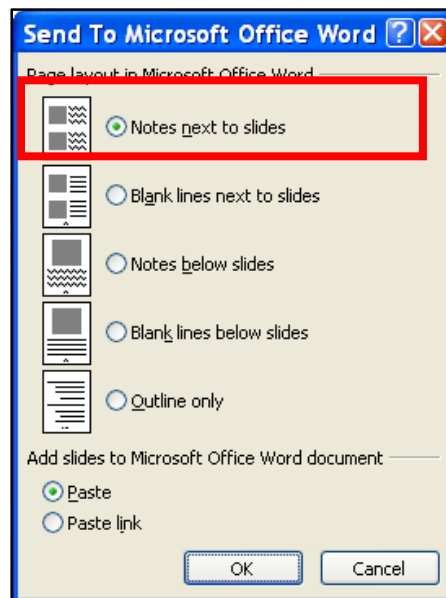 Send To Microsoft Office Word
Page layout in Microsoft Office Word
Notes next to slides
Blank lines next to slides
Notes below slides
Blank lines below slides
Outline only
Add slides to Microsoft Office Word document
Paste
Paste link
OK Cancel